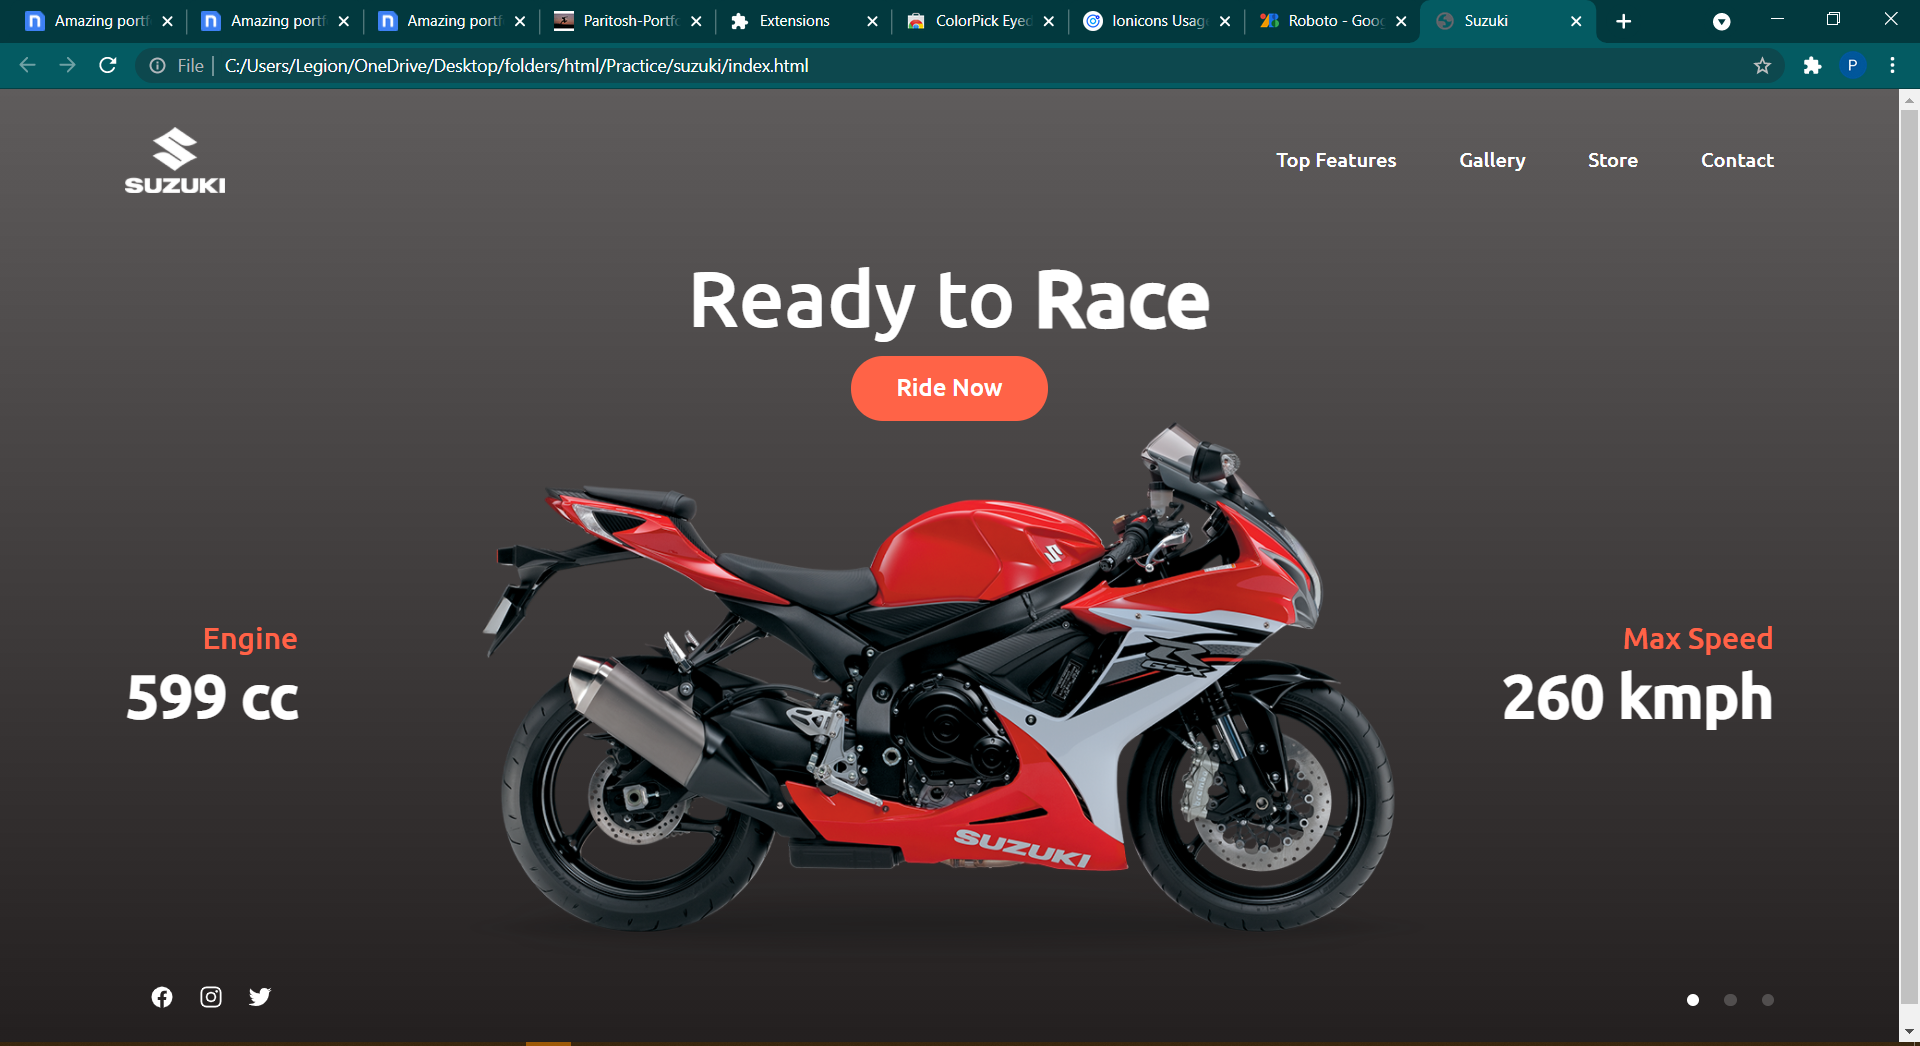 Amazing portf
Amazing portf
Amazing portf
Paritosh-Portfo
Extensions
ColorPick Eyed
Ionicons Usag
Roboto - Goog
Suzuki
File
C:/Users/Legion/OneDrive/Desktop/folders/html/Practice/suzuki/index.html
P
SUZUKI
Top Features
Gallery
Store
Contact
Ready to Race
Ride Now
Engine
599 cc
Max Speed
260 kmph
R
GSX
SUZUKI